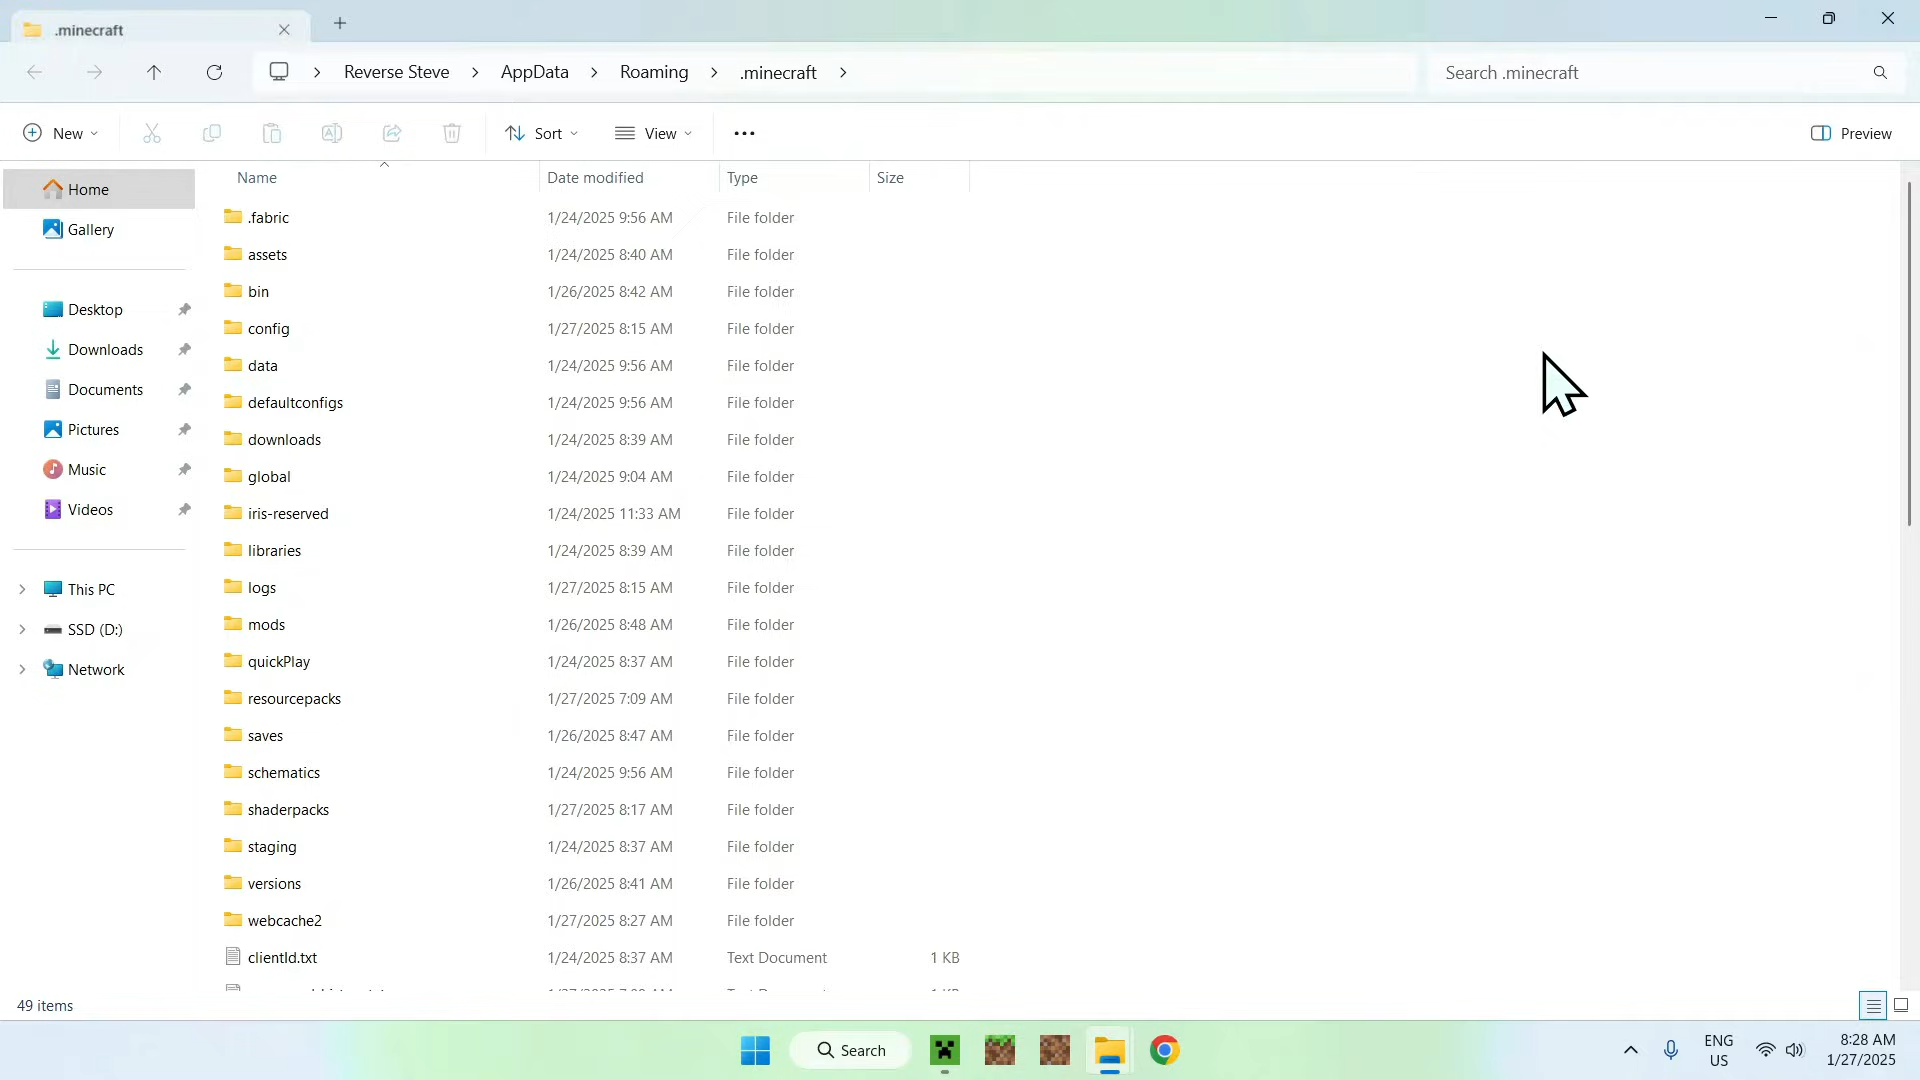 .minecraft
Reverse Steve > AppData > Roaming > .minecraft >
Search .minecraft
New
Sort
View
Preview
Name Date modified Type Size
Home
Gallery
Desktop
Downloads
Documents
Pictures
Music
Videos
This PC
SSD (D:)
Network
.fabric 1/24/2025 9:56 AM File folder
assets 1/24/2025 8:40 AM File folder
bin 1/26/2025 8:42 AM File folder
config 1/27/2025 8:15 AM File folder
data 1/24/2025 9:56 AM File folder
defaultconfigs 1/24/2025 9:56 AM File folder
downloads 1/24/2025 8:39 AM File folder
global 1/24/2025 9:04 AM File folder
iris-reserved 1/24/2025 11:33 AM File folder
libraries 1/24/2025 8:39 AM File folder
logs 1/27/2025 8:15 AM File folder
mods 1/26/2025 8:48 AM File folder
quickPlay 1/24/2025 8:37 AM File folder
resourcepacks 1/27/2025 7:09 AM File folder
saves 1/26/2025 8:47 AM File folder
schematics 1/24/2025 9:56 AM File folder
shaderpacks 1/27/2025 8:17 AM File folder
staging 1/24/2025 8:37 AM File folder
versions 1/26/2025 8:41 AM File folder
webcache2 1/27/2025 8:27 AM File folder
clientId.txt 1/24/2025 8:37 AM Text Document 1 KB
49 items
Search
ENG
US
8:28 AM
1/27/2025